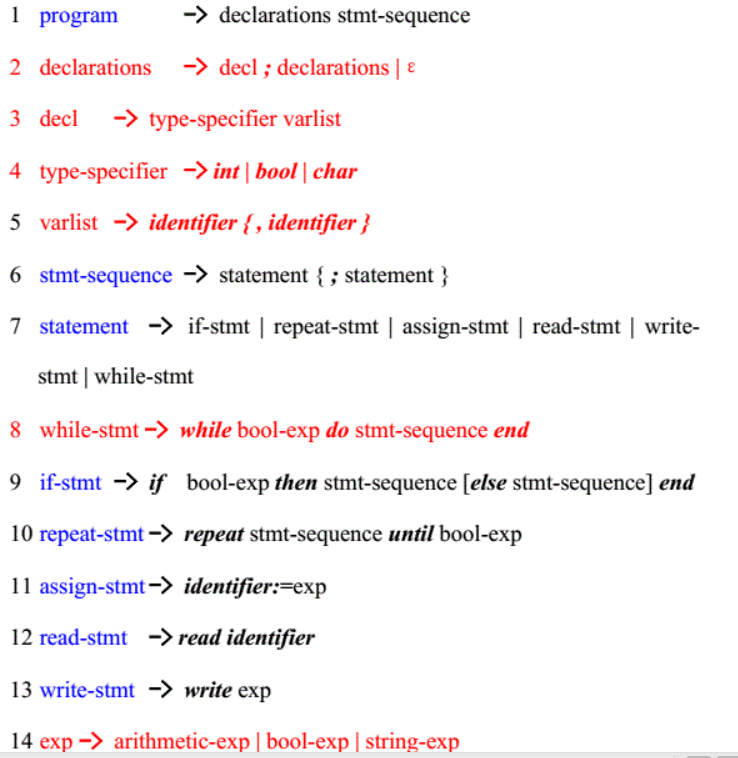 1 program -> declarations stmt-sequence
2 declarations -> decl ; declarations | ε
3 decl -> type-specifier varlist
4 type-specifier -> int | bool | char
5 varlist -> identifier { , identifier }
6 stmt-sequence -> statement { ; statement }
7 statement -> if-stmt | repeat-stmt | assign-stmt | read-stmt | write-
stmt | while-stmt
8 while-stmt -> while bool-exp do stmt-sequence end
9 if-stmt -> if bool-exp then stmt-sequence [else stmt-sequence] end
10 repeat-stmt -> repeat stmt-sequence until bool-exp
11 assign-stmt -> identifier:=exp
12 read-stmt -> read identifier
13 write-stmt -> write exp
14 exp -> arithmetic-exp | bool-exp | string-exp